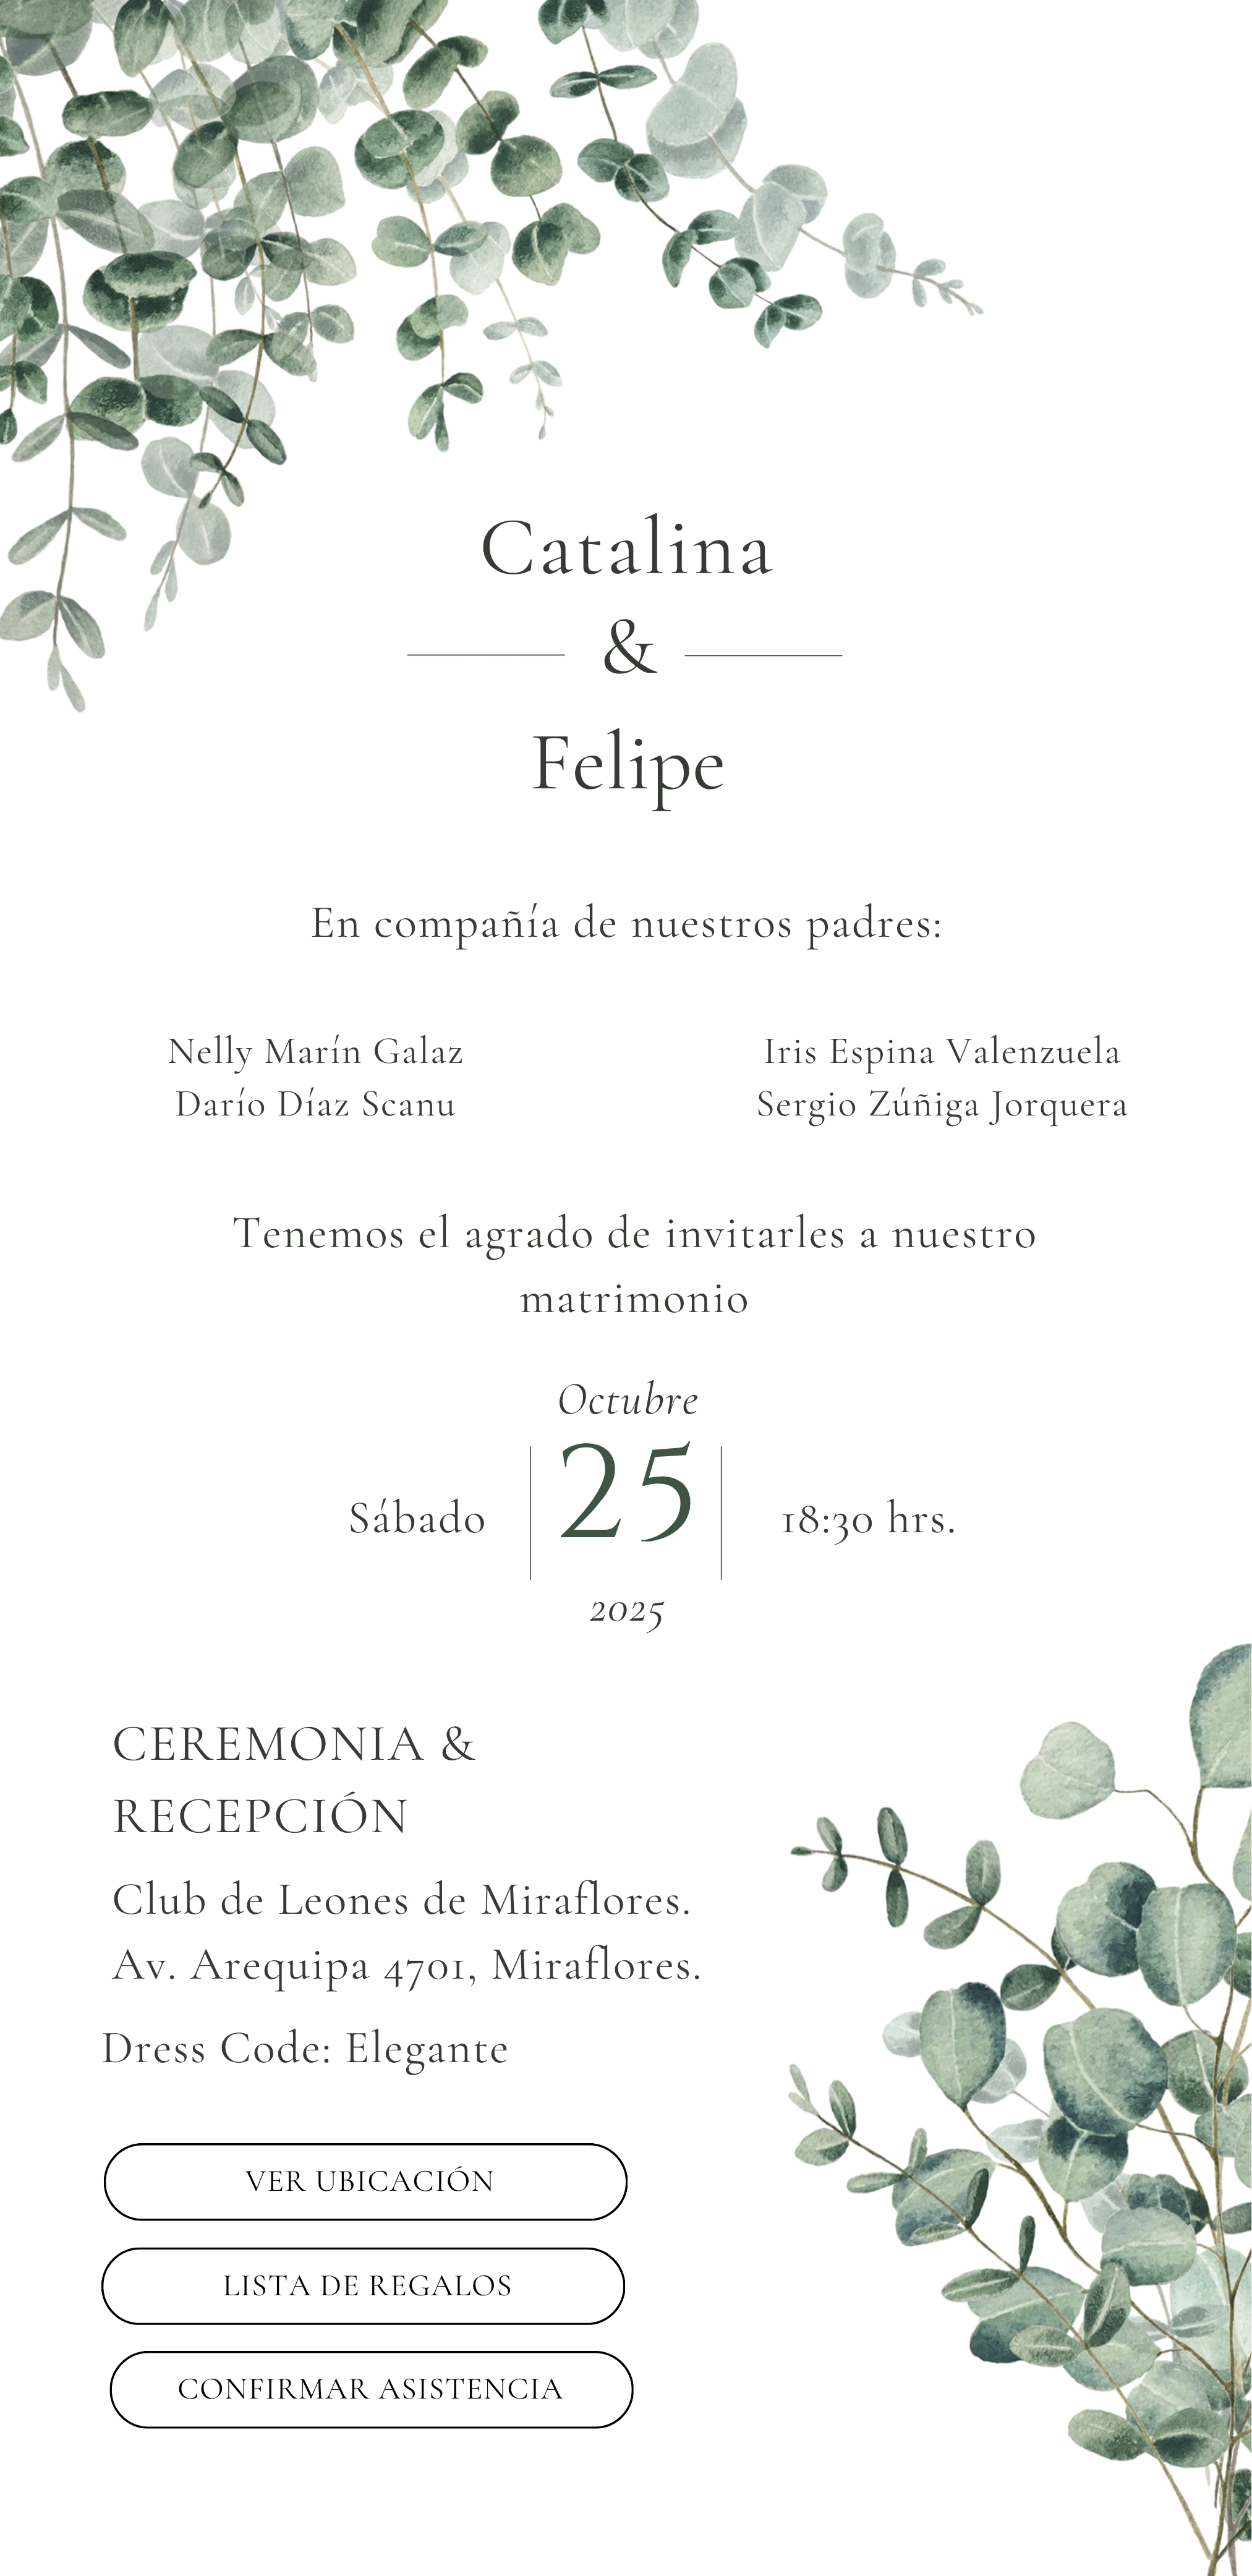 Catalina
&
Felipe
En compañía de nuestros padres:
Nelly Marín Galaz
Darío Díaz Scanu
Iris Espina Valenzuela
Sergio Zúñiga Jorquera
Tenemos el agrado de invitarles a nuestro
matrimonio
Octubre
Sábado
25
18:30 hrs.
2025
CEREMONIA &
RECEPCIÓN
Club de Leones de Miraflores.
Av. Arequipa 4701, Miraflores.
Dress Code: Elegante
VER UBICACIÓN
LISTA DE REGALOS
CONFIRMAR ASISTENCIA